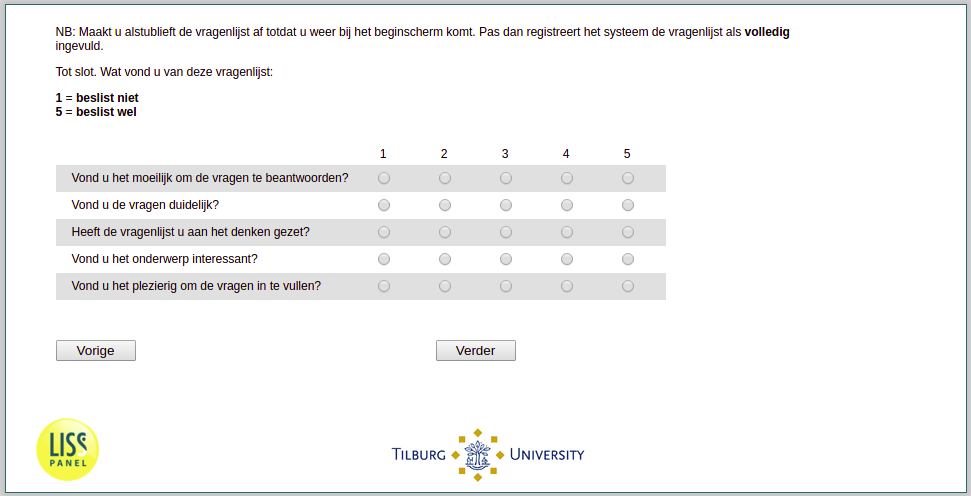 NB: Maakt u alstublieft de vragenlijst af totdat u weer bij het beginscherm komt. Pas dan registreert het systeem de vragenlijst als volledig
ingevuld.
Tot slot. Wat vond u van deze vragenlijst:
1 = beslist niet
5 = beslist wel
1 2 3 4 5
Vond u het moeilijk om de vragen te beantwoorden?
Vond u de vragen duidelijk?
Heeft de vragenlijst u aan het denken gezet?
Vond u het onderwerp interessant?
Vond u het plezierig om de vragen in te vullen?
Vorige Verder
LISS
PANEL
TILBURG UNIVERSITY